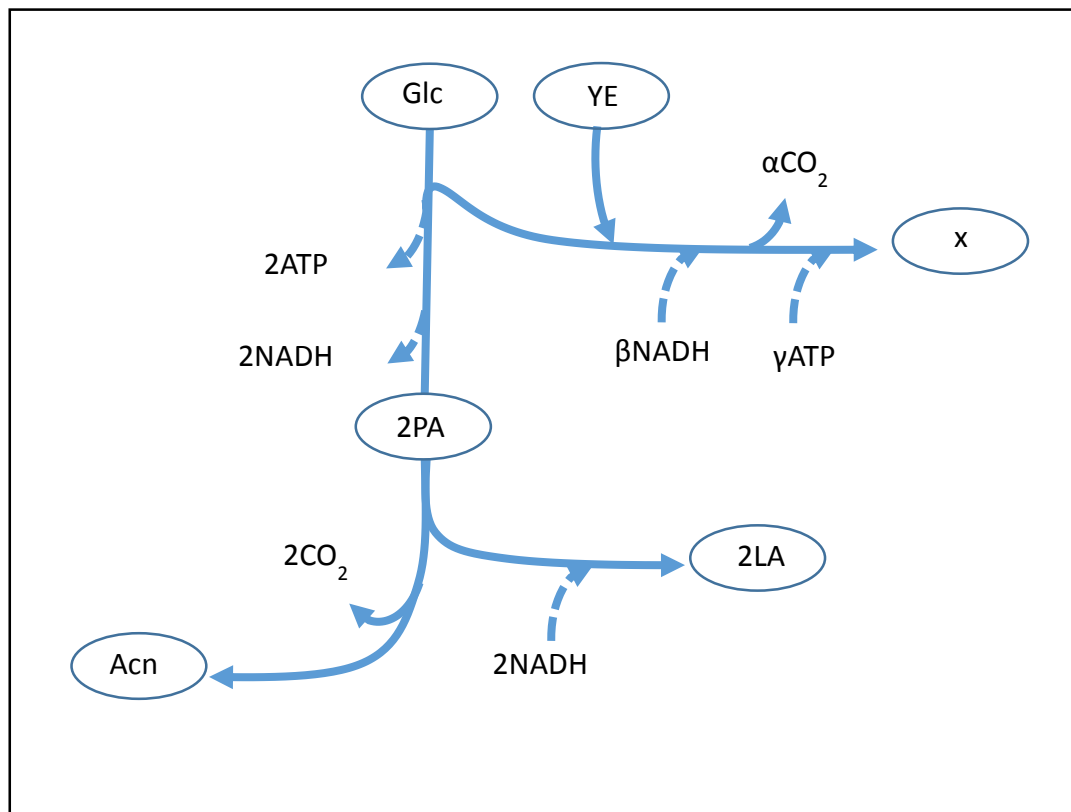 Glc
YE
αCO₂
x
2ATP
2NADH
βNADH
γATP
2PA
2CO₂
2LA
Acn
2NADH